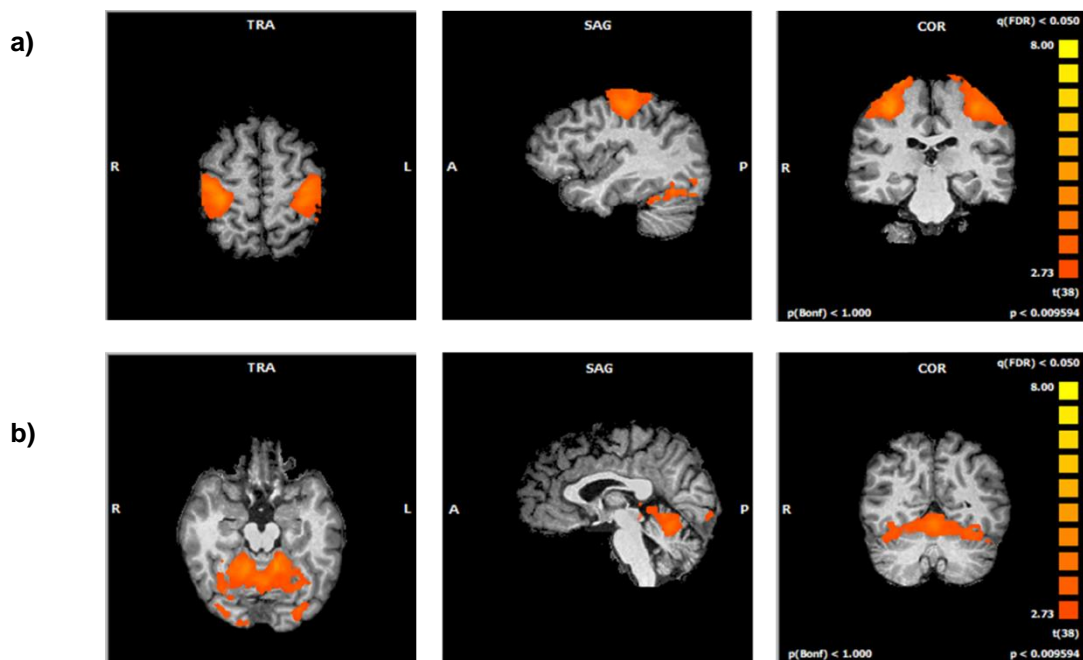 a)
TRA
R
L
SAG
A
P
COR
R
q(FDR) < 0.050
8.00
2.73
t(38)
p(Bonf) < 1.000
p < 0.009594
b)
TRA
R
L
SAG
A
P
COR
R
q(FDR) < 0.050
8.00
2.73
t(38)
p(Bonf) < 1.000
p < 0.009594